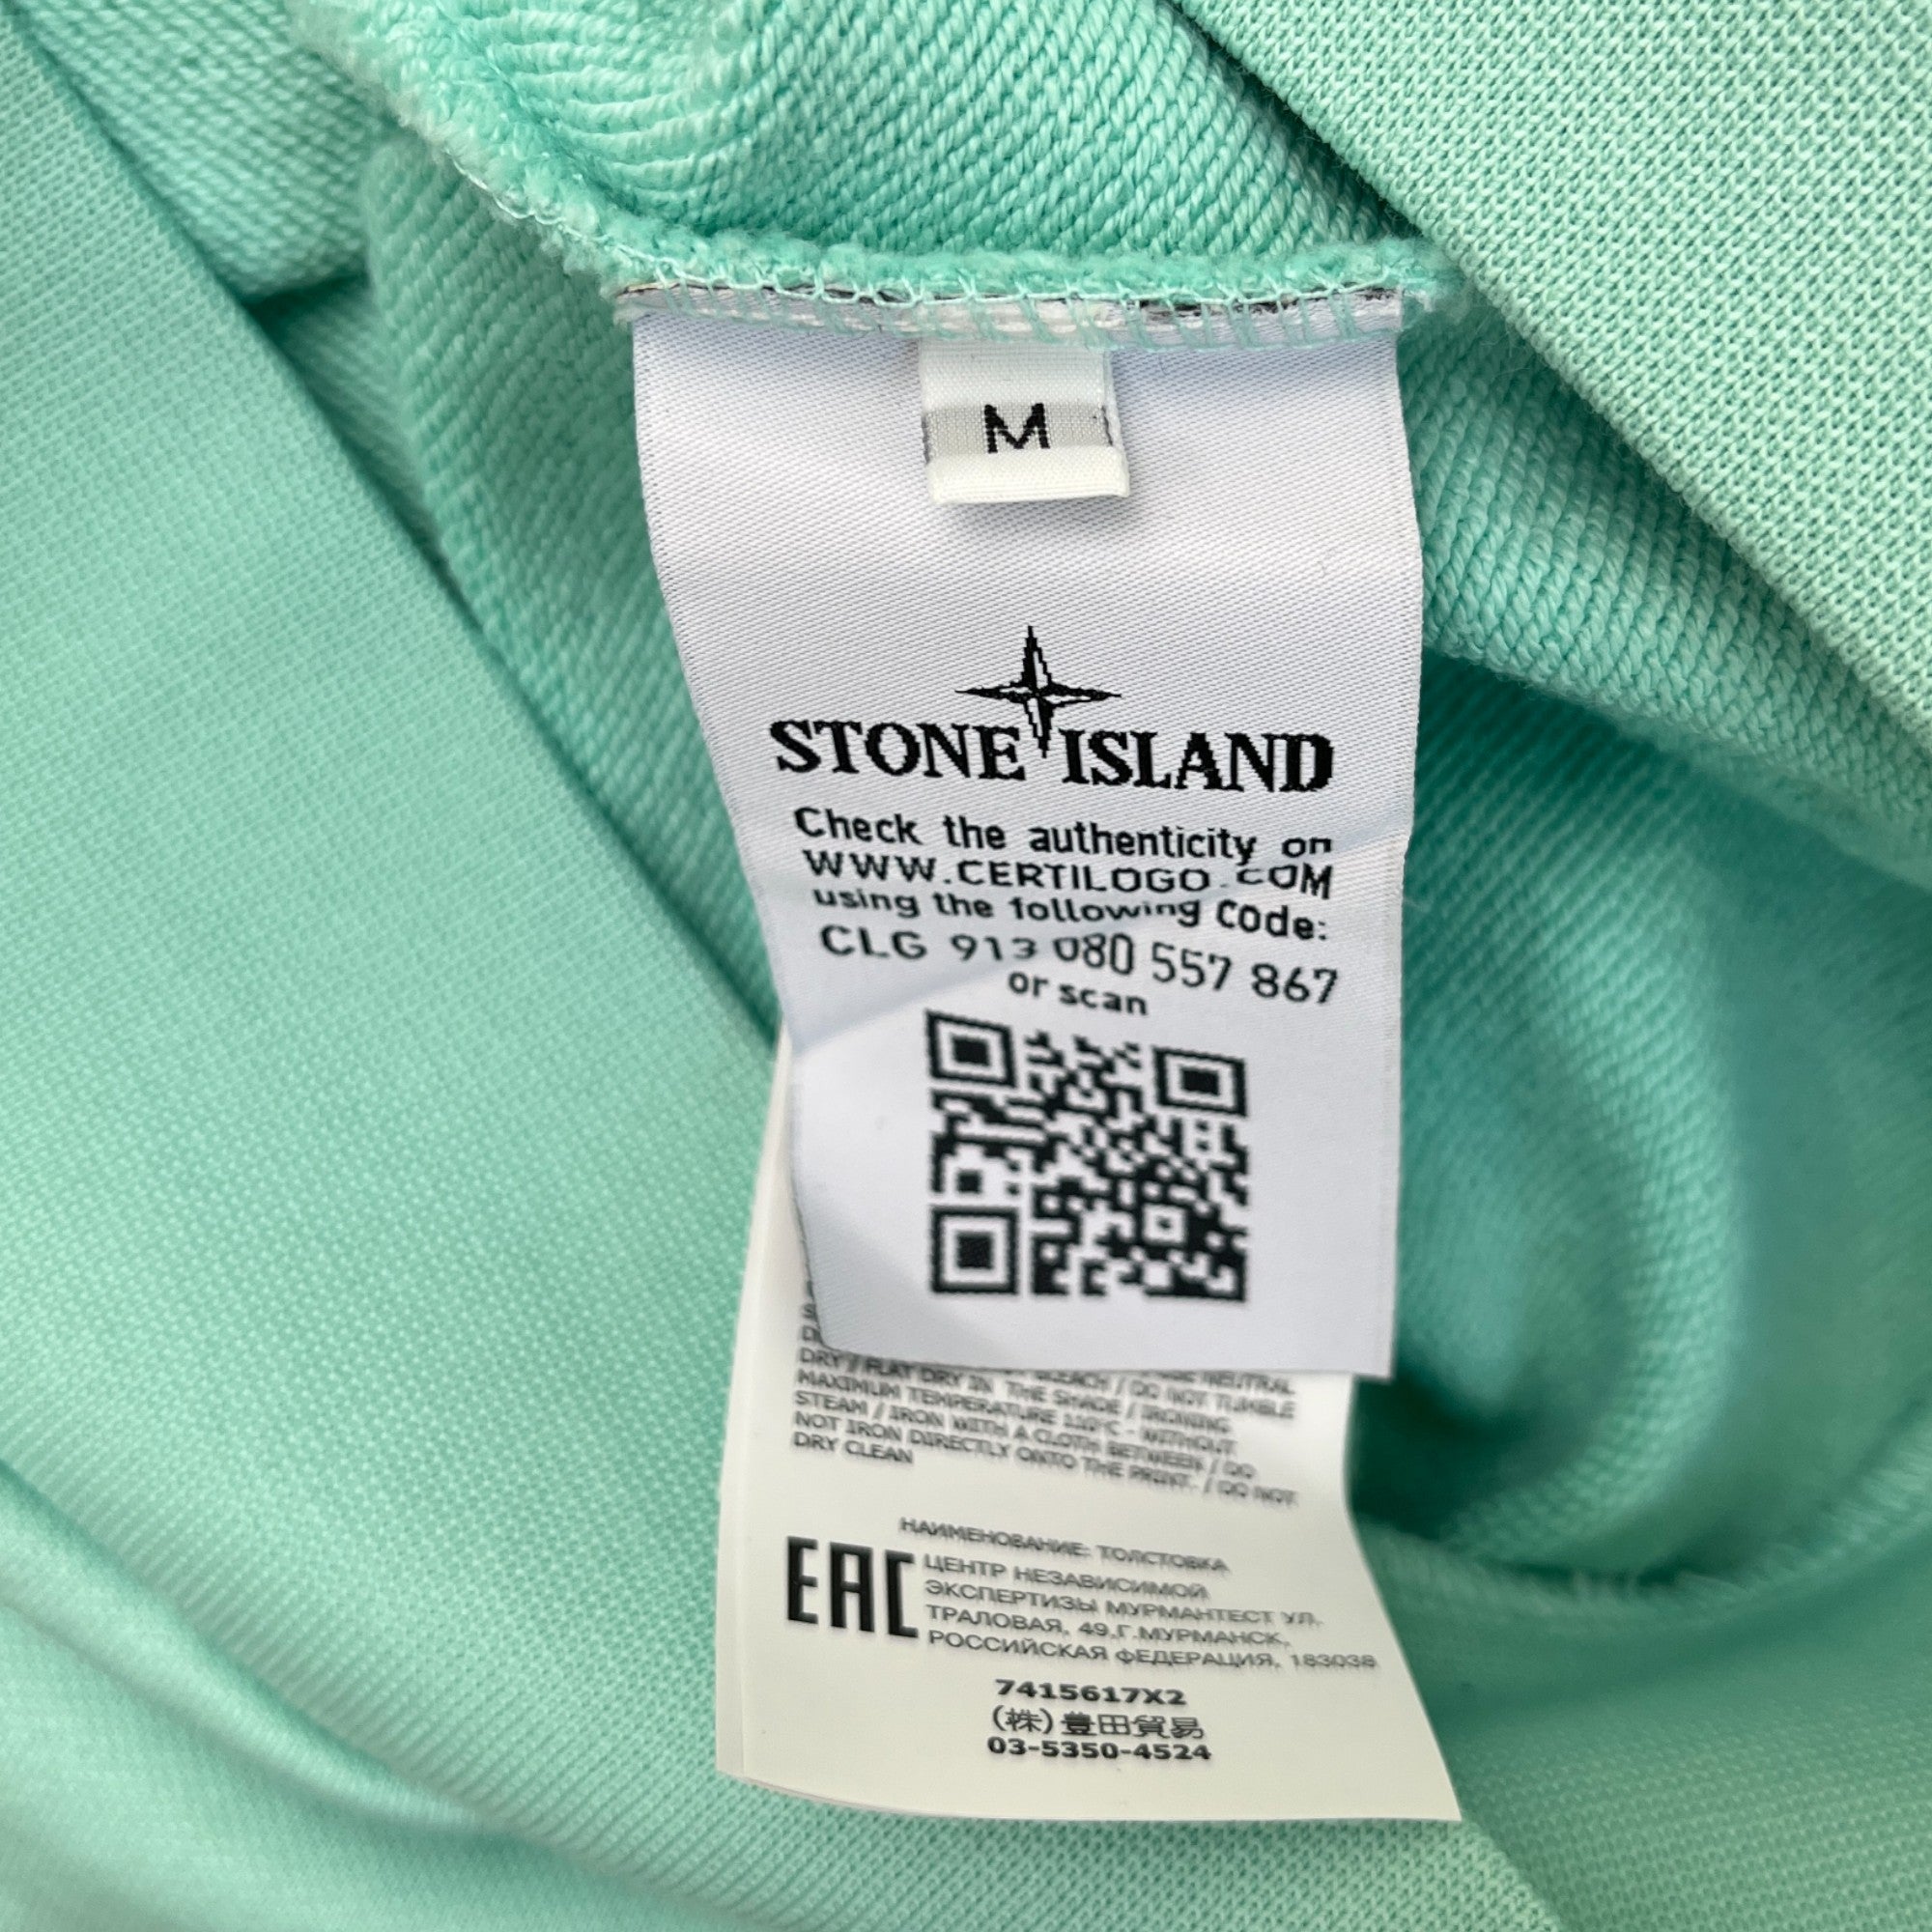 M
STONE ISLAND
Check the authenticity on
WWW.CERTILOGO.COM
using the following Code:
CLG 913 080 557 867
or scan
NEUTRAL
DRY / FLAT DRY IN THE SHADE / DO NOT TUMBLE
MAXIMUM TEMPERATURE 110°C - WITHOUT
STEAM / IRON WITH A CLOTH BETWEEN / DO
NOT IRON DIRECTLY ONTO THE PRINT. / DO NOT
DRY CLEAN
НАИМЕНОВАНИЕ: ТОЛСТОВКА
EAC
ЦЕНТР НЕЗАВИСИМОЙ
ЭКСПЕРТИЗЫ МУРМАНТЕСТ УЛ.
ТРАЛОВАЯ, 49,Г.МУРМАНСК,
РОССИЙСКАЯ ФЕДЕРАЦИЯ, 183038
7415617X2
(株)豊田貿易
03-5350-4524